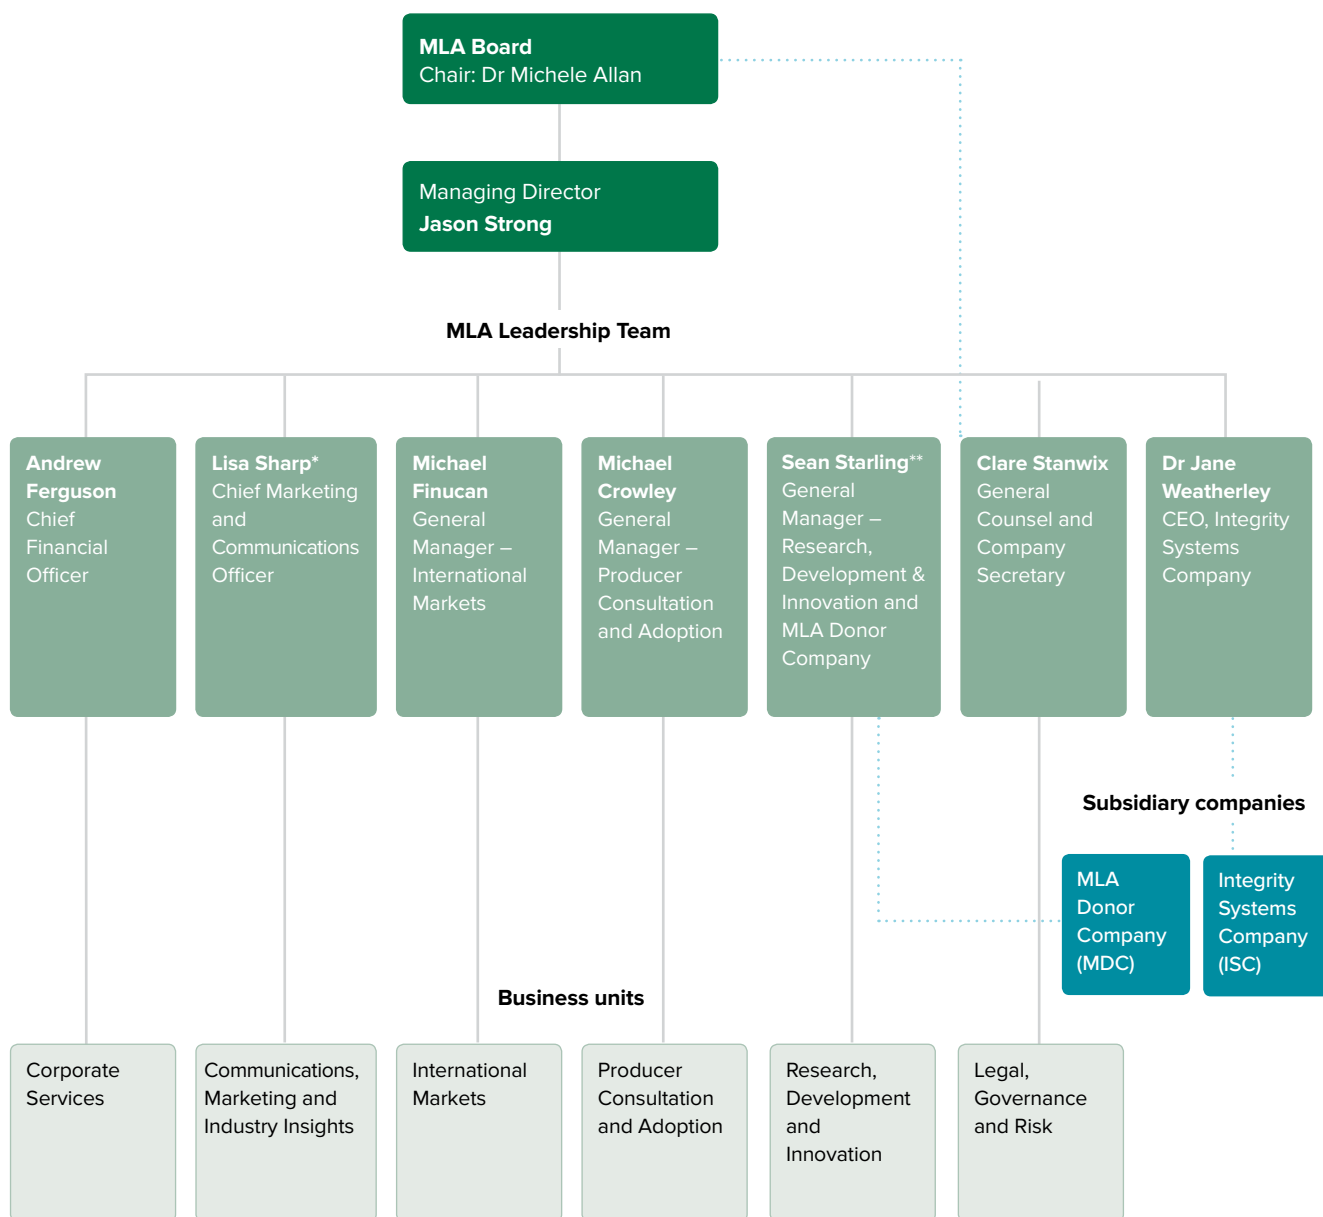 MLA Board
Chair: Dr Michele Allan
Managing Director
Jason Strong
MLA Leadership Team
Andrew
Ferguson
Chief
Financial
Officer
Lisa Sharp*
Chief Marketing
and
Communications
Officer
Michael
Finucan
General
Manager –
International
Markets
Michael
Crowley
General
Manager –
Producer
Consultation
and Adoption
Sean Starling**
General
Manager –
Research,
Development &
Innovation and
MLA Donor
Company
Clare Stanwix
General
Counsel and
Company
Secretary
Dr Jane
Weatherley
CEO, Integrity
Systems
Company
Subsidiary companies
MLA
Donor
Company
(MDC)
Integrity
Systems
Company
(ISC)
Business units
Corporate
Services
Communications,
Marketing and
Industry Insights
International
Markets
Producer
Consultation
and Adoption
Research,
Development
and
Innovation
Legal,
Governance
and Risk